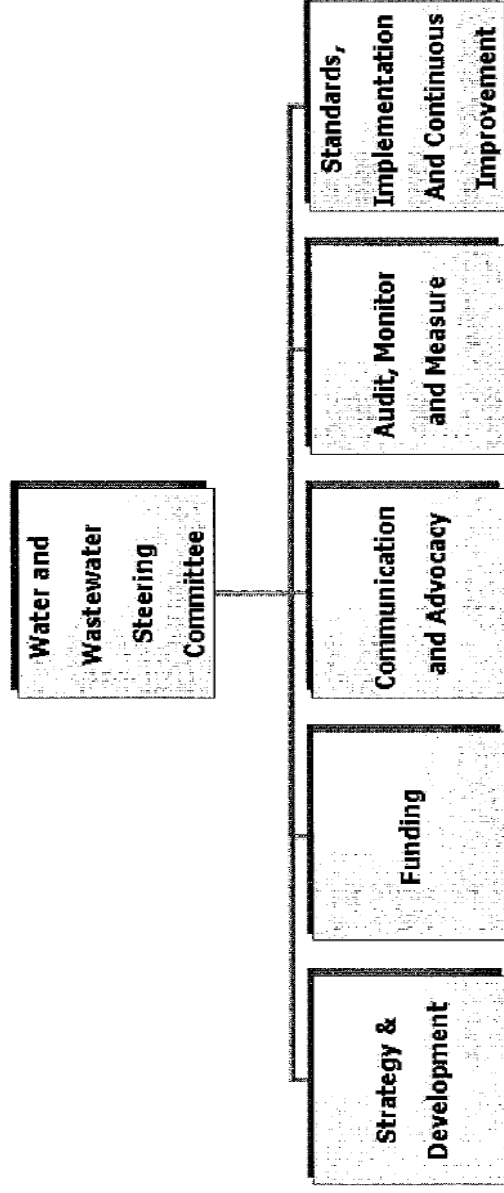 Water and
Wastewater
Steering
Committee
Strategy &
Development
Funding
Communication
and Advocacy
Audit, Monitor
and Measure
Standards,
Implementation
And Continuous
Improvement